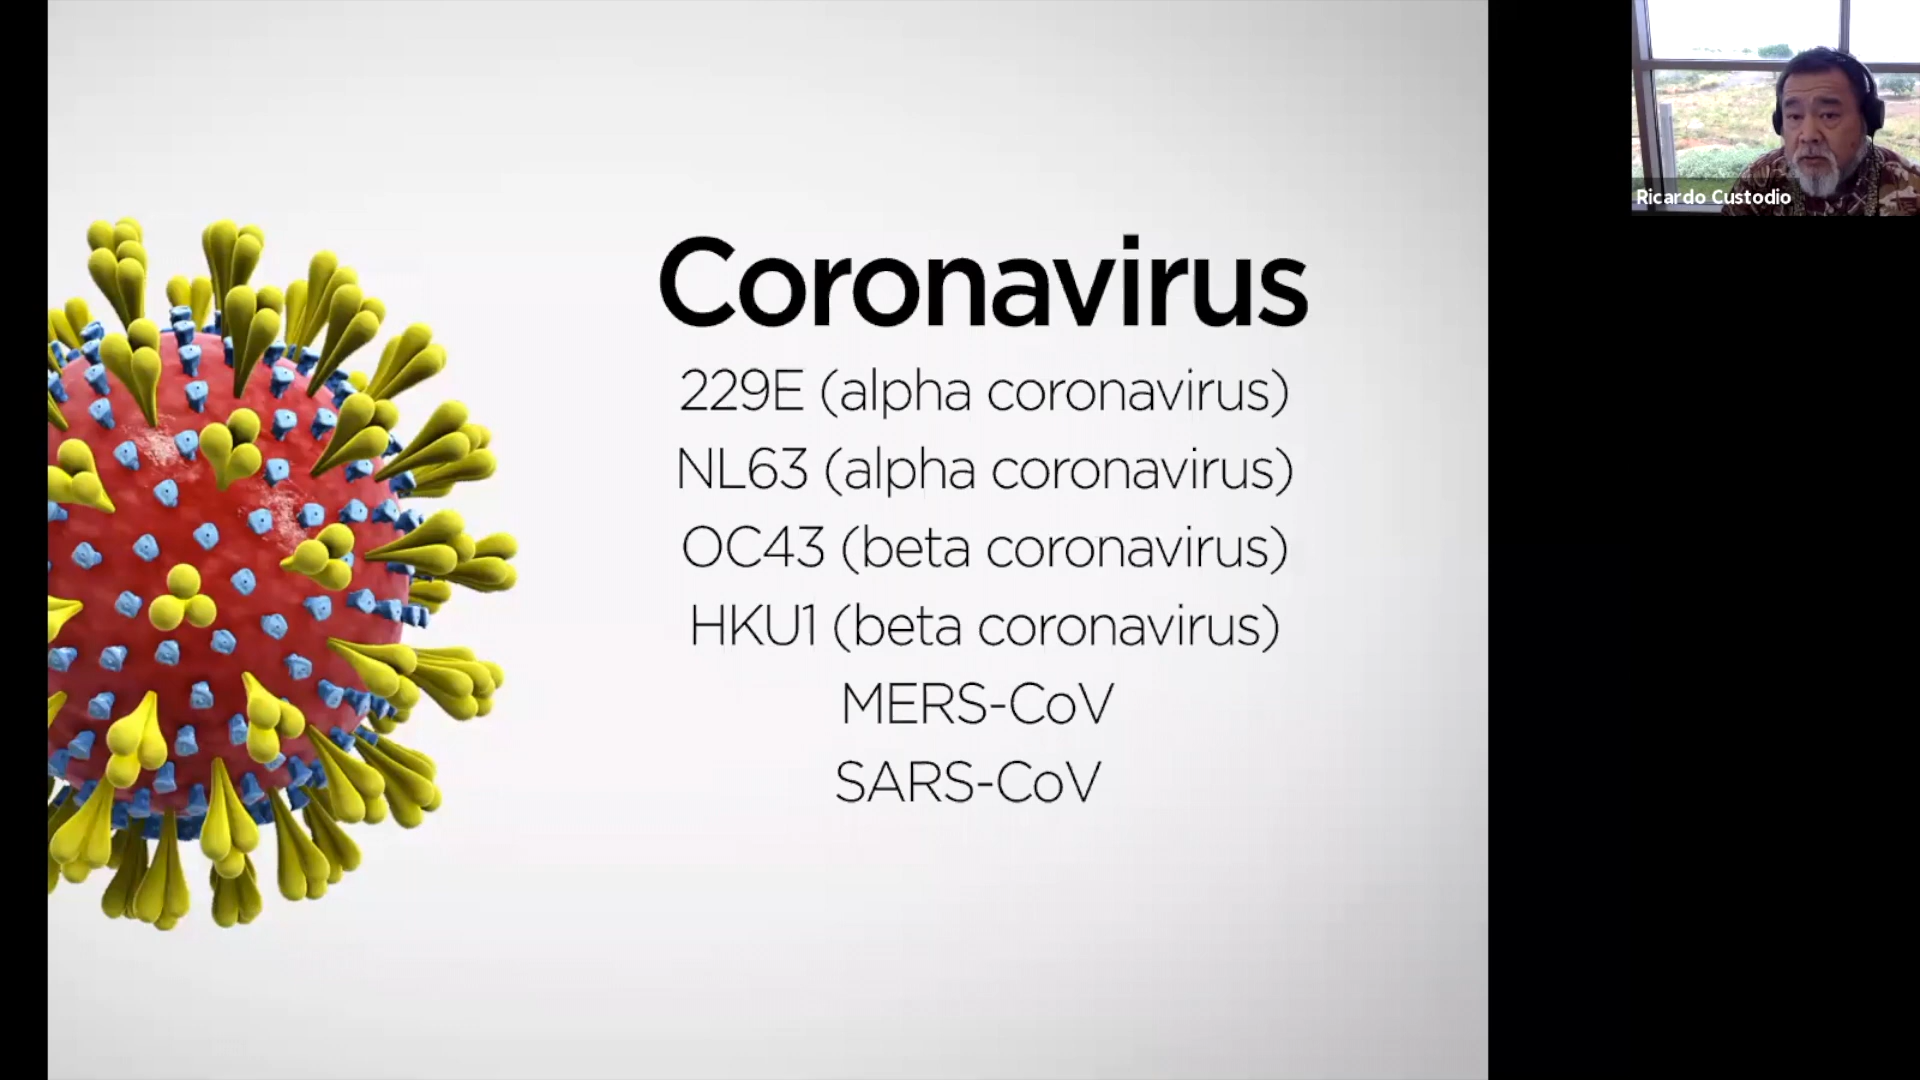 Coronavirus
229E (alpha coronavirus)
NL63 (alpha coronavirus)
OC43 (beta coronavirus)
HKU1 (beta coronavirus)
MERS-CoV
SARS-CoV
Ricardo Custodio